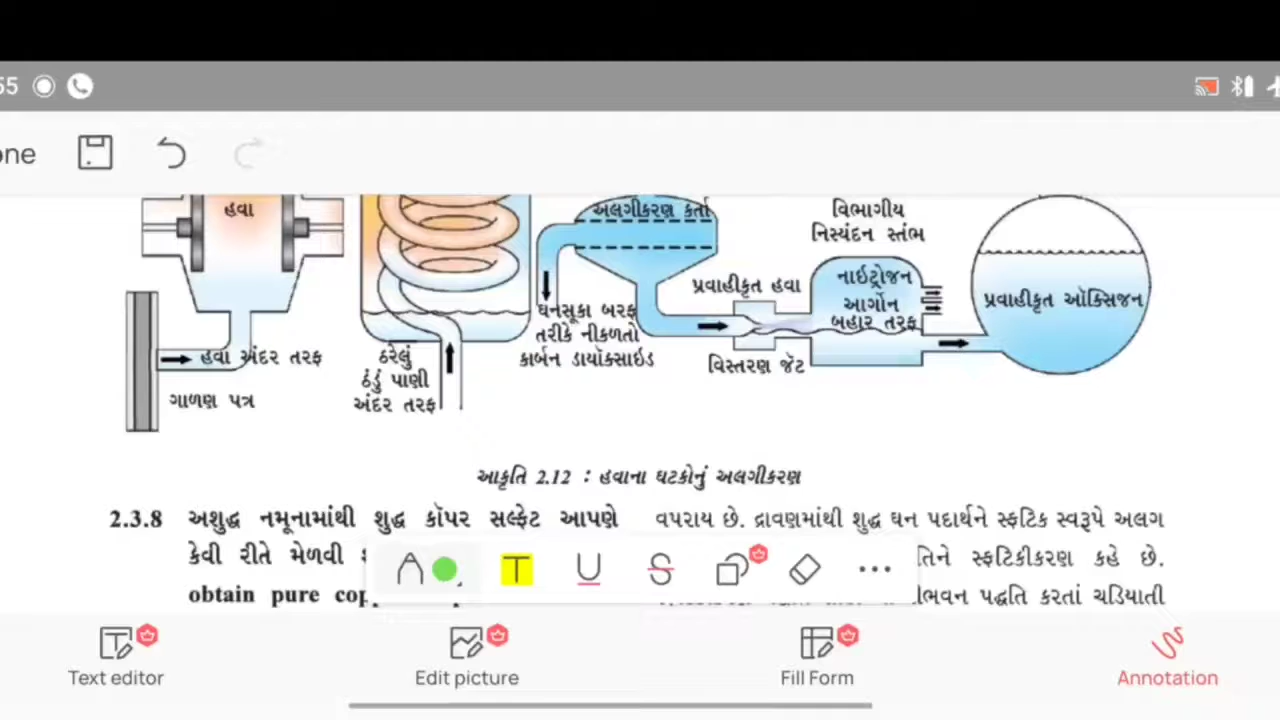 55
one
હવા
અલગીકરણ કર્તા
વિભાગીય
નિસ્યંદન સ્તંભ
નાઇટ્રોજન
પ્રવાહીકૃત હવા
આર્ગોન
બહાર તરફ
પ્રવાહીકૃત ઑક્સિજન
ઘનસૂકા બરફ
તરીકે નીકળતો
કાર્બન ડાયૉક્સાઇડ
હવા અંદર તરફ
ઠારેલું
ઠંડું પાણી
અંદર તરફ
વિસ્તરણ જૅટ
ગાળણ પત્ર
આકૃતિ 2.12 : હવાના ઘટકોનું અલગીકરણ
2.3.8 અશુદ્ધ નમૂનામાંથી શુદ્ધ કૉપર સલ્ફેટ આપણે
કેવી રીતે મેળવી
obtain pure cop
વપરાય છે. દ્રાવણમાંથી શુદ્ધ ઘન પદાર્થને સ્ફટિક સ્વરૂપે અલગ
તિને સ્ફટિકીકરણ કહે છે.
ભવન પદ્ધતિ કરતાં ચડિયાતી
Text editor
Edit picture
Fill Form
Annotation